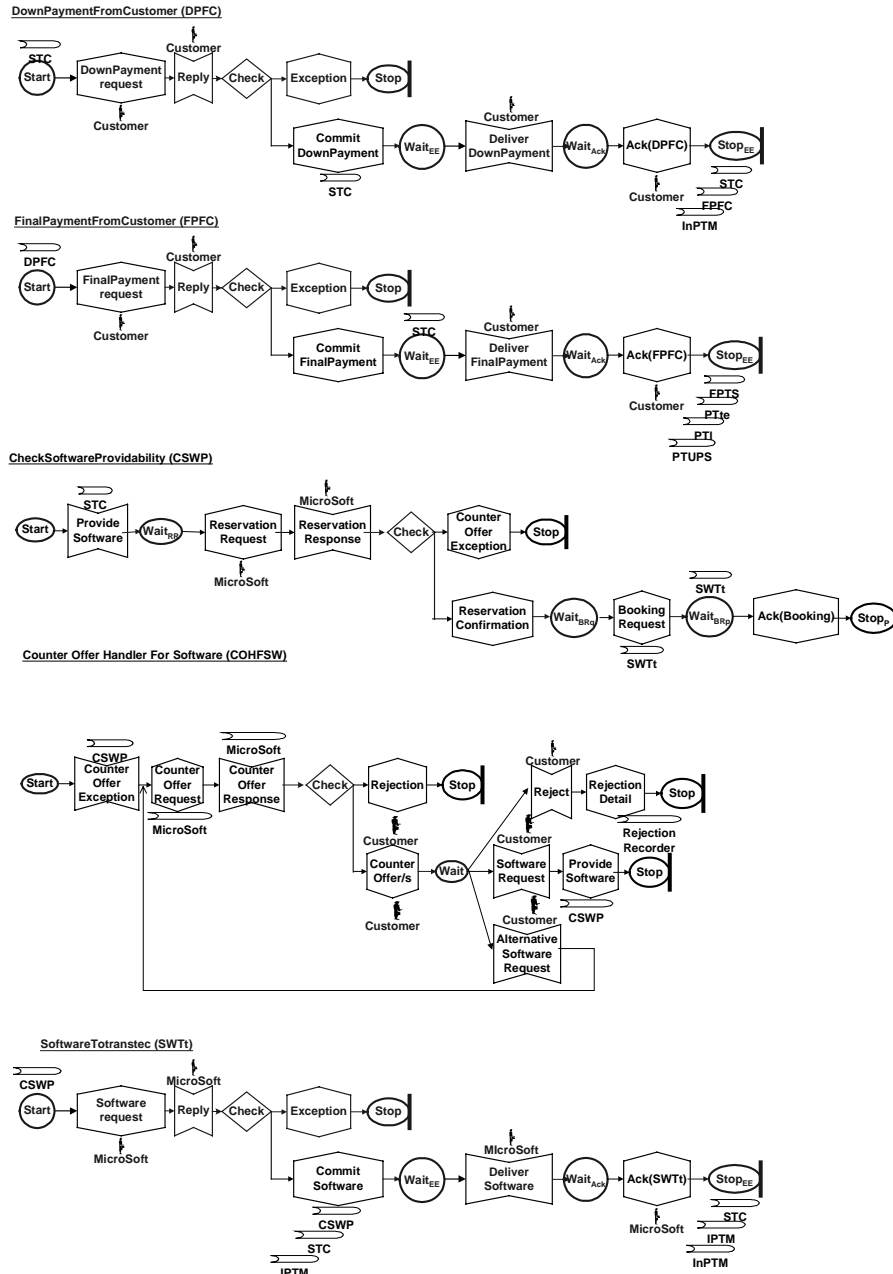 DownPaymentFromCustomer (DPFC)
Customer
STC
Start
DownPayment
request
Reply
Check
Exception
Stop
Customer
Customer
Commit
DownPayment
WaitEE
Deliver
DownPayment
WaitAck
Ack(DPFC)
StopEE
STC
Customer
STC
FPFC
InPTM
FinalPaymentFromCustomer (FPFC)
Customer
DPFC
Start
FinalPayment
request
Reply
Check
Exception
Stop
Customer
STC
Customer
Commit
FinalPayment
WaitEE
Deliver
FinalPayment
WaitAck
Ack(FPFC)
StopEE
Customer
FPTS
PTte
PTI
PTUPS
CheckSoftwareProvidability (CSWP)
STC
MicroSoft
Start
Provide
Software
WaitRR
Reservation
Request
Reservation
Response
Check
Counter
Offer
Exception
Stop
MicroSoft
SWTt
Reservation
Confirmation
WaitBRq
Booking
Request
WaitBRp
Ack(Booking)
StopP
SWTt
Counter Offer Handler For Software (COHFSW)
CSWP
MicroSoft
Customer
Start
Counter
Offer
Exception
Counter
Offer
Request
Counter
Offer
Response
Check
Rejection
Stop
Reject
Rejection
Detail
Stop
MicroSoft
Customer
Customer
Rejection
Recorder
Counter
Offer/s
Wait
Software
Request
Provide
Software
Stop
Customer
Customer
CSWP
Alternative
Software
Request
SoftwareTotranstec (SWTt)
MicroSoft
CSWP
Start
Software
request
Reply
Check
Exception
Stop
MicroSoft
MIcroSoft
Commit
Software
WaitEE
Deliver
Software
WaitAck
Ack(SWTt)
StopEE
CSWP
STC
IPTM
MicroSoft
STC
IPTM
InPTM